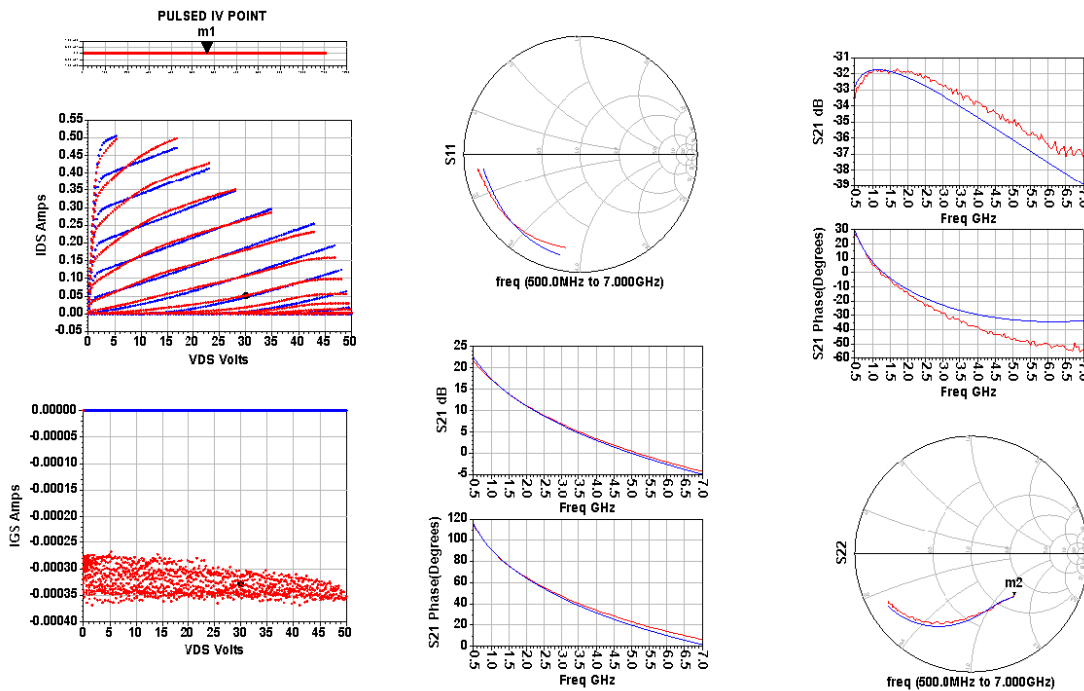 PULSED IV POINT
m1
IDS Amps
0.55
0.50
0.45
0.40
0.35
0.30
0.25
0.20
0.15
0.10
0.05
0.00
-0.05
0 5 10 15 20 25 30 35 40 45 50
VDS Volts
IGS Amps
0.00000
-0.00005
-0.00010
-0.00015
-0.00020
-0.00025
-0.00030
-0.00035
-0.00040
0 5 10 15 20 25 30 35 40 45 50
VDS Volts
S11
freq (500.0MHz to 7.000GHz)
S21 dB
25
20
15
10
5
0
-5
0.5 1.0 1.5 2.0 2.5 3.0 3.5 4.0 4.5 5.0 5.5 6.0 6.5 7.0
Freq GHz
S21 Phase(Degrees)
120
100
80
60
40
20
0
0.5 1.0 1.5 2.0 2.5 3.0 3.5 4.0 4.5 5.0 5.5 6.0 6.5 7.0
Freq GHz
S21 dB
-31
-32
-33
-34
-35
-36
-37
-38
-39
0.5 1.0 1.5 2.0 2.5 3.0 3.5 4.0 4.5 5.0 5.5 6.0 6.5 7.0
Freq GHz
S21 Phase(Degrees)
30
20
10
0
-10
-20
-30
-40
-50
-60
0.5 1.0 1.5 2.0 2.5 3.0 3.5 4.0 4.5 5.0 5.5 6.0 6.5 7.0
Freq GHz
S22
m2
freq (500.0MHz to 7.000GHz)